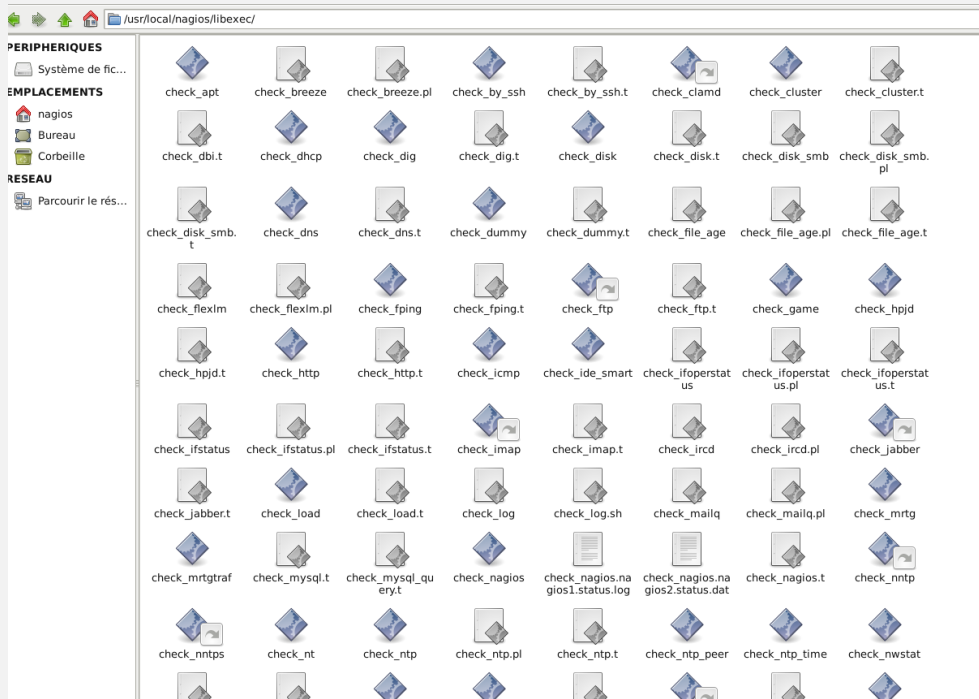 /usr/local/nagios/libexec/
PERIPHERIQUES
Système de fic...
EMPLACEMENTS
nagios
Bureau
Corbeille
RESEAU
Parcourir le rés...
check_apt check_breeze check_breeze.pl check_by_ssh check_by_ssh.t check_clamd check_cluster check_cluster.t
check_dbi.t check_dhcp check_dig check_dig.t check_disk check_disk.t check_disk_smb check_disk_smb.
pl
check_disk_smb. check_dns check_dns.t check_dummy check_dummy.t check_file_age check_file_age.pl check_file_age.t
t
check_flexlm check_flexlm.pl check_fping check_fping.t check_ftp check_ftp.t check_game check_hpjd
check_hpjd.t check_http check_http.t check_icmp check_ide_smart check_ifoperstat check_ifoperstat check_ifoperstat
us us.pl us.t
check_ifstatus check_ifstatus.pl check_ifstatus.t check_imap check_imap.t check_ircd check_ircd.pl check_jabber
check_jabber.t check_load check_load.t check_log check_log.sh check_mailq check_mailq.pl check_mrtg
check_mrtgtraf check_mysql.t check_mysql_qu check_nagios check_nagios.na check_nagios.na check_nagios.t check_nntp
ery.t gios1.status.log gios2.status.dat
check_nntps check_nt check_ntp check_ntp.pl check_ntp.t check_ntp_peer check_ntp_time check_nwstat